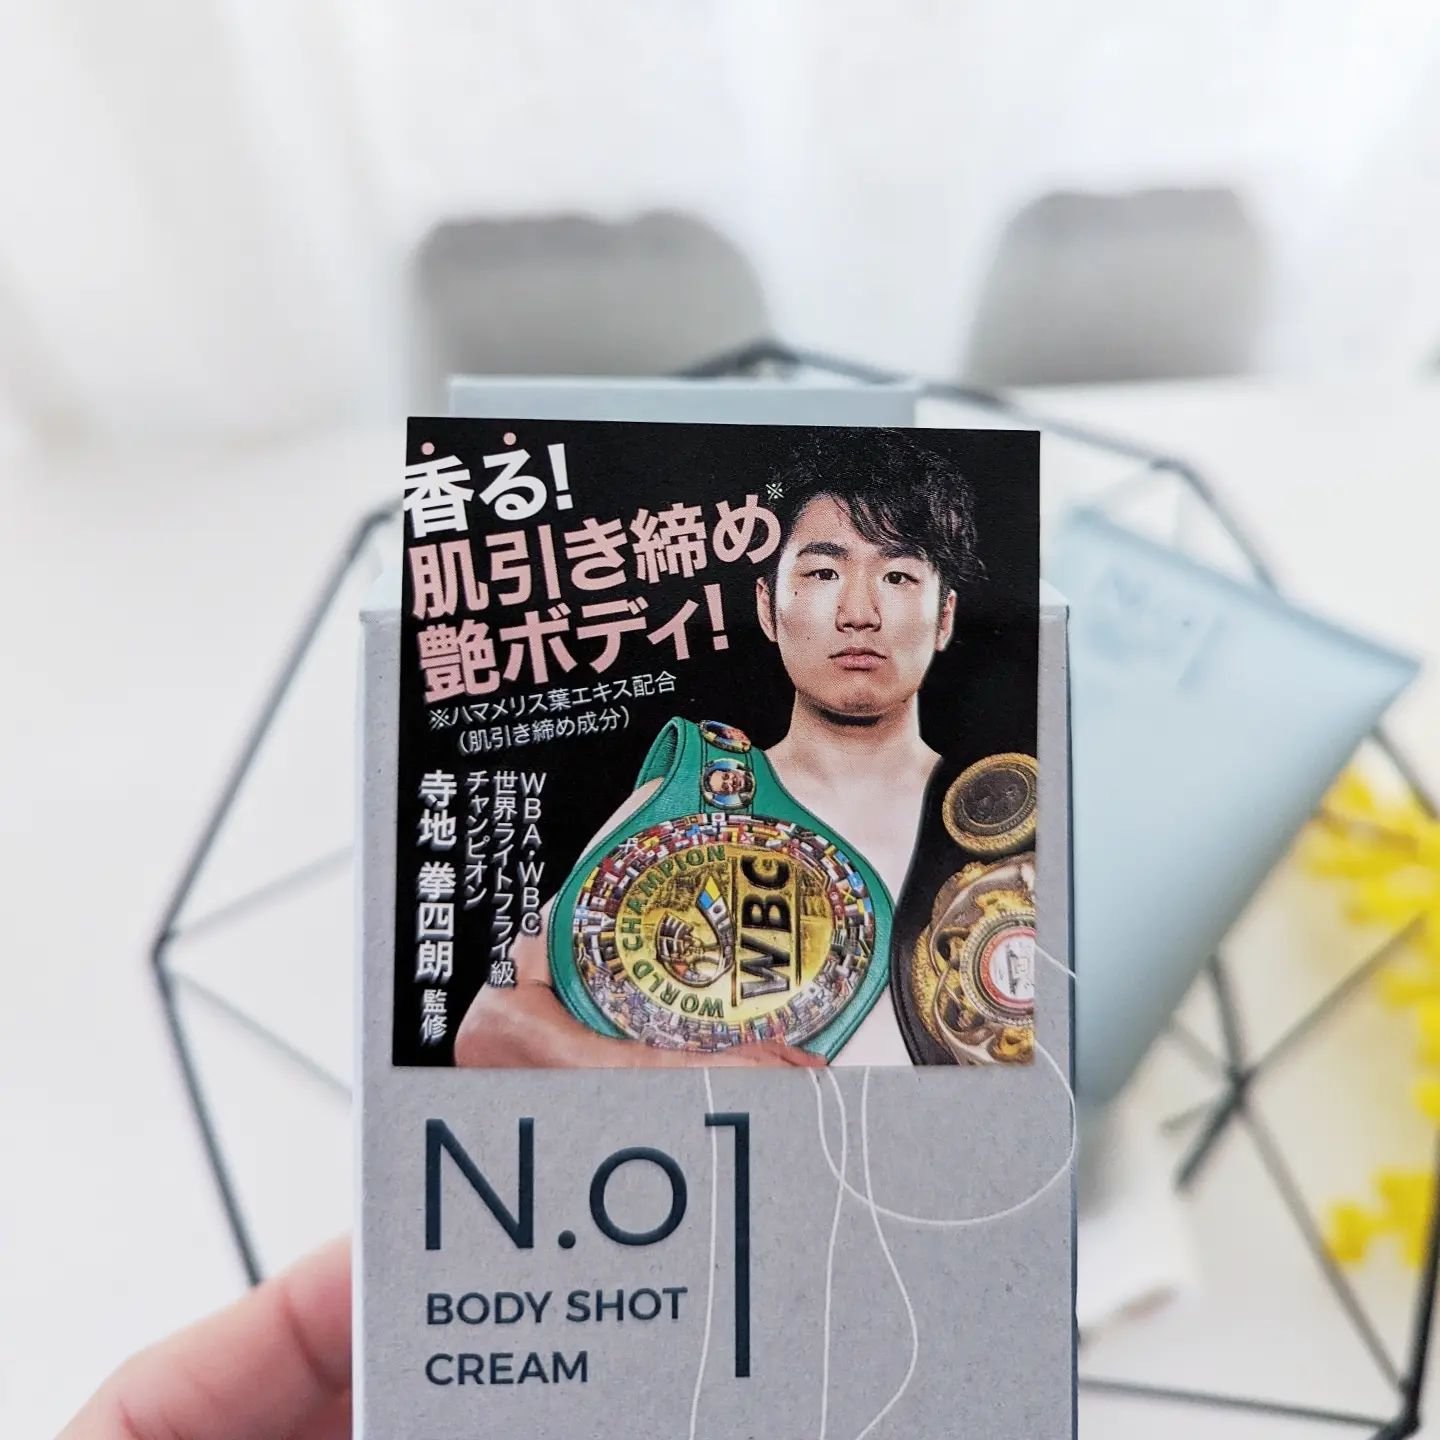 香る!
肌引き締め※
艶ボディ!
※ハマメリス葉エキス配合
(肌引き締め成分)
WBA・WBC
世界ライトフライ級
チャンピオン
寺地 拳四朗 監修
WORLD CHAMPION
WBC
N.o1
BODY SHOT
CREAM